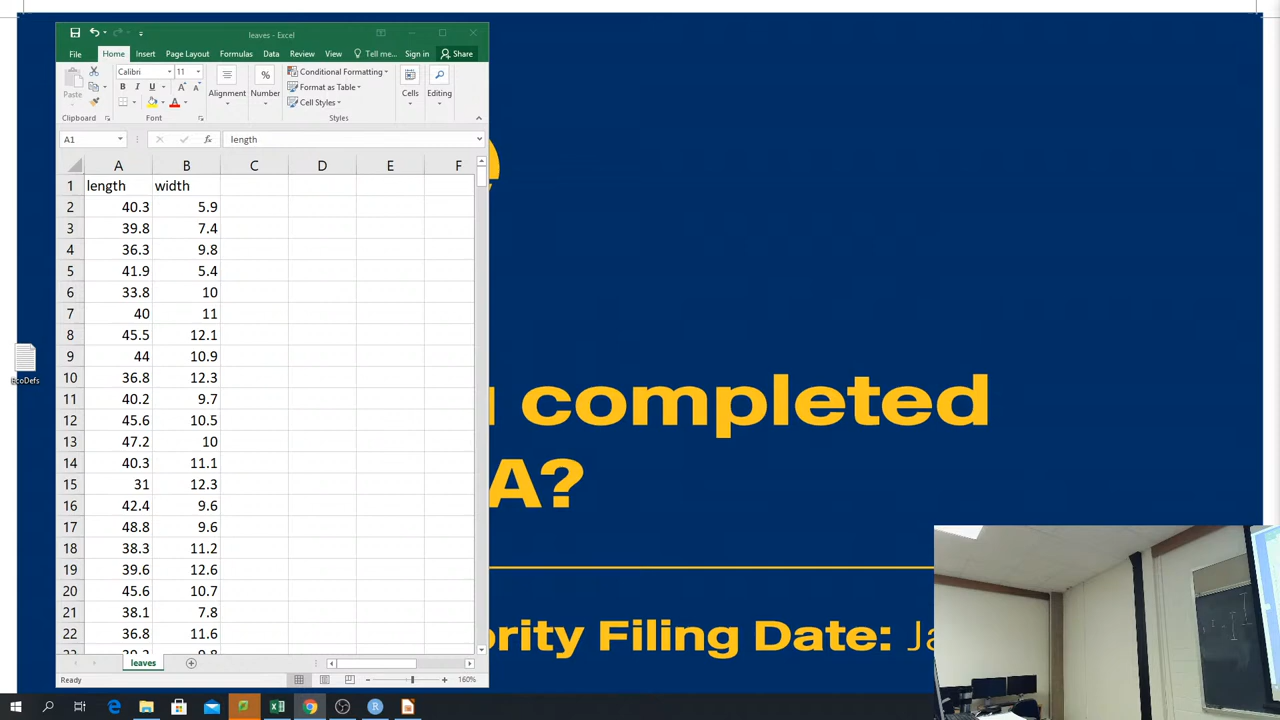 leaves - Excel
File Home Insert Page Layout Formulas Data Review View Tell me... Sign in Share
Paste
Calibri 11
B I U
A A
Alignment
%
Number
Conditional Formatting
Format as Table
Cell Styles
Cells
Editing
Clipboard Font Styles
A1 fx length
A B C D E F
1 length width
2 40.3 5.9
3 39.8 7.4
4 36.3 9.8
5 41.9 5.4
6 33.8 10
7 40 11
8 45.5 12.1
9 44 10.9
10 36.8 12.3
11 40.2 9.7
12 45.6 10.5
13 47.2 10
14 40.3 11.1
15 31 12.3
16 42.4 9.6
17 48.8 9.6
18 38.3 11.2
19 39.6 12.6
20 45.6 10.7
21 38.1 7.8
22 36.8 11.6
leaves
Ready 160%
EcoDefs
completed
A?
ority Filing Date: Ja